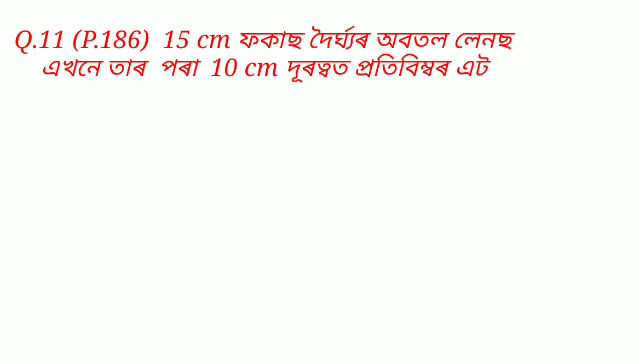 Q.11 (P.186) 15 cm ফকাছ দৈৰ্ঘ্যৰ অবতল লেনছ
এখনে তাৰ পৰা 10 cm দূৰত্বত প্ৰতিবিম্বৰ এট